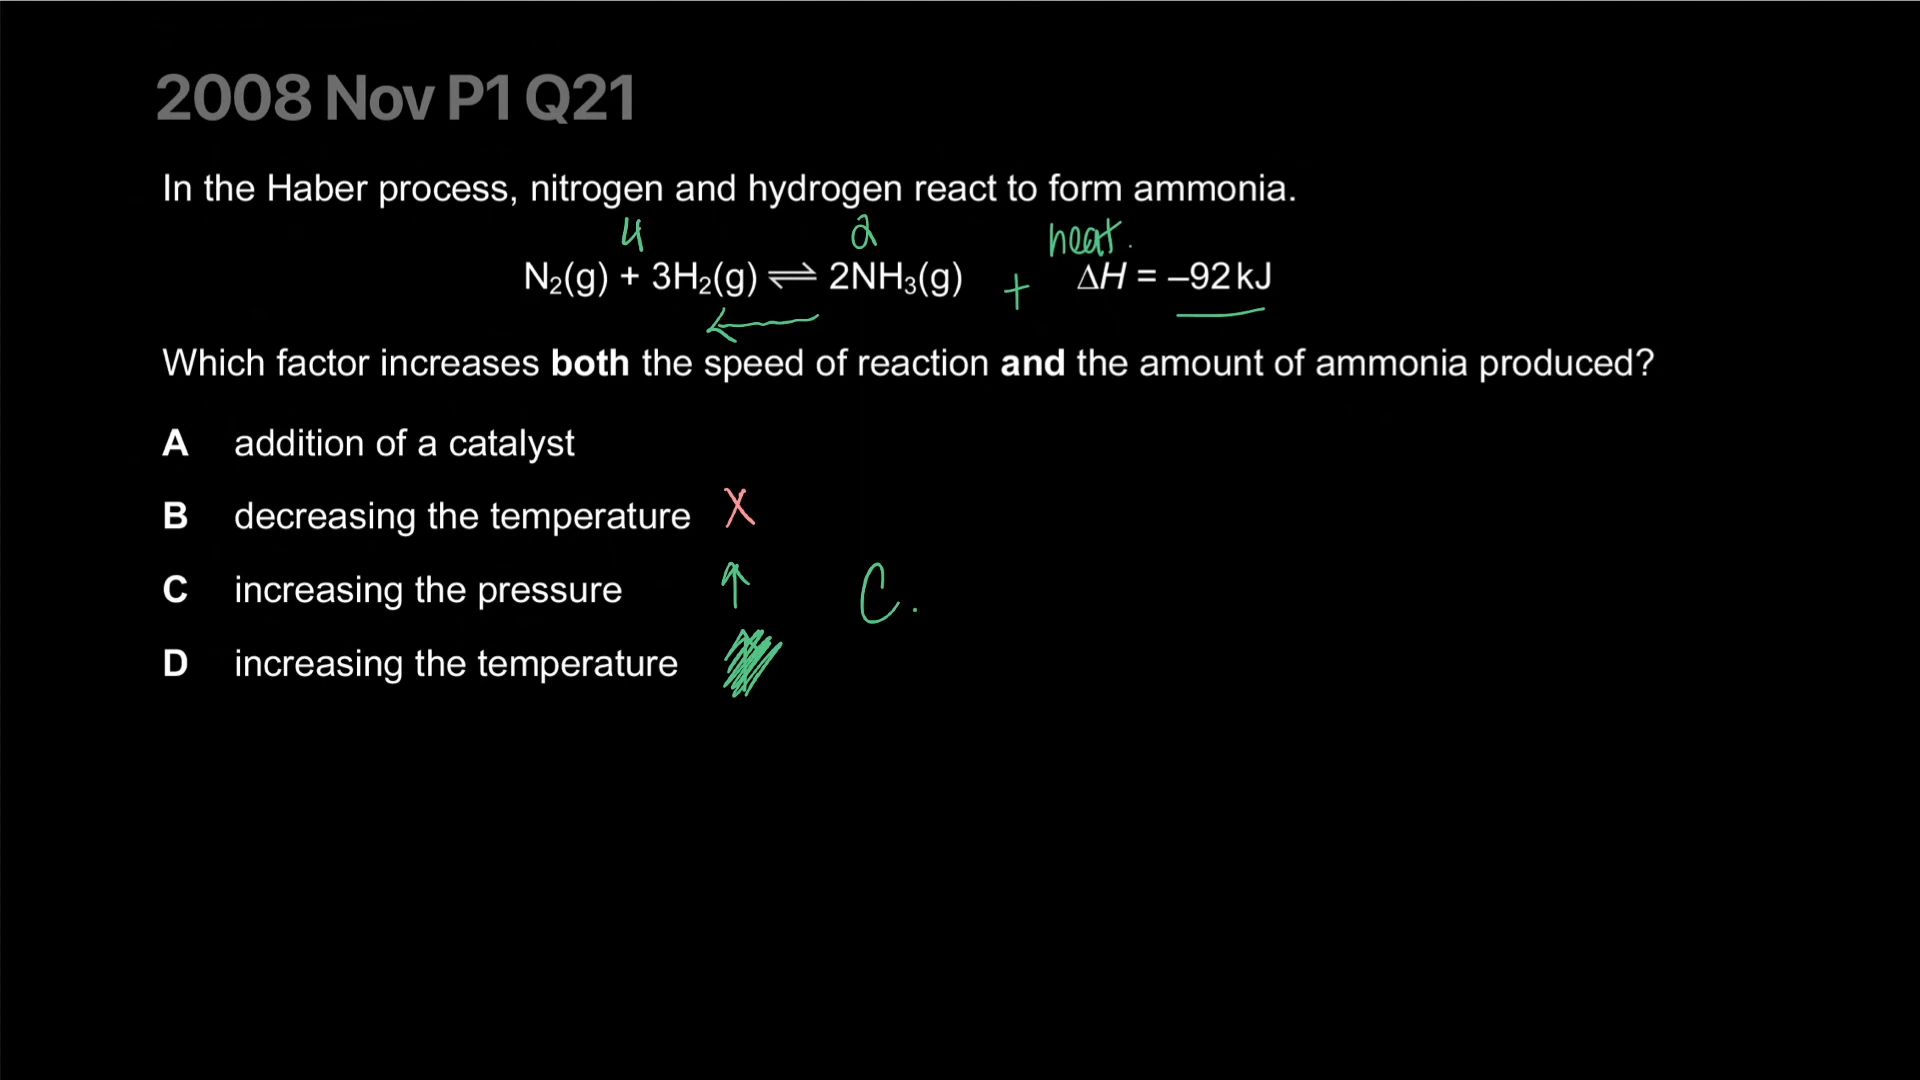 2008 Nov P1 Q21
In the Haber process, nitrogen and hydrogen react to form ammonia.
4 2 heat.
N₂(g) + 3H₂(g) ⇌ 2NH₃(g) + ΔH = –92 kJ
Which factor increases both the speed of reaction and the amount of ammonia produced?
A addition of a catalyst
B decreasing the temperature X
C increasing the pressure ↑ C.
D increasing the temperature